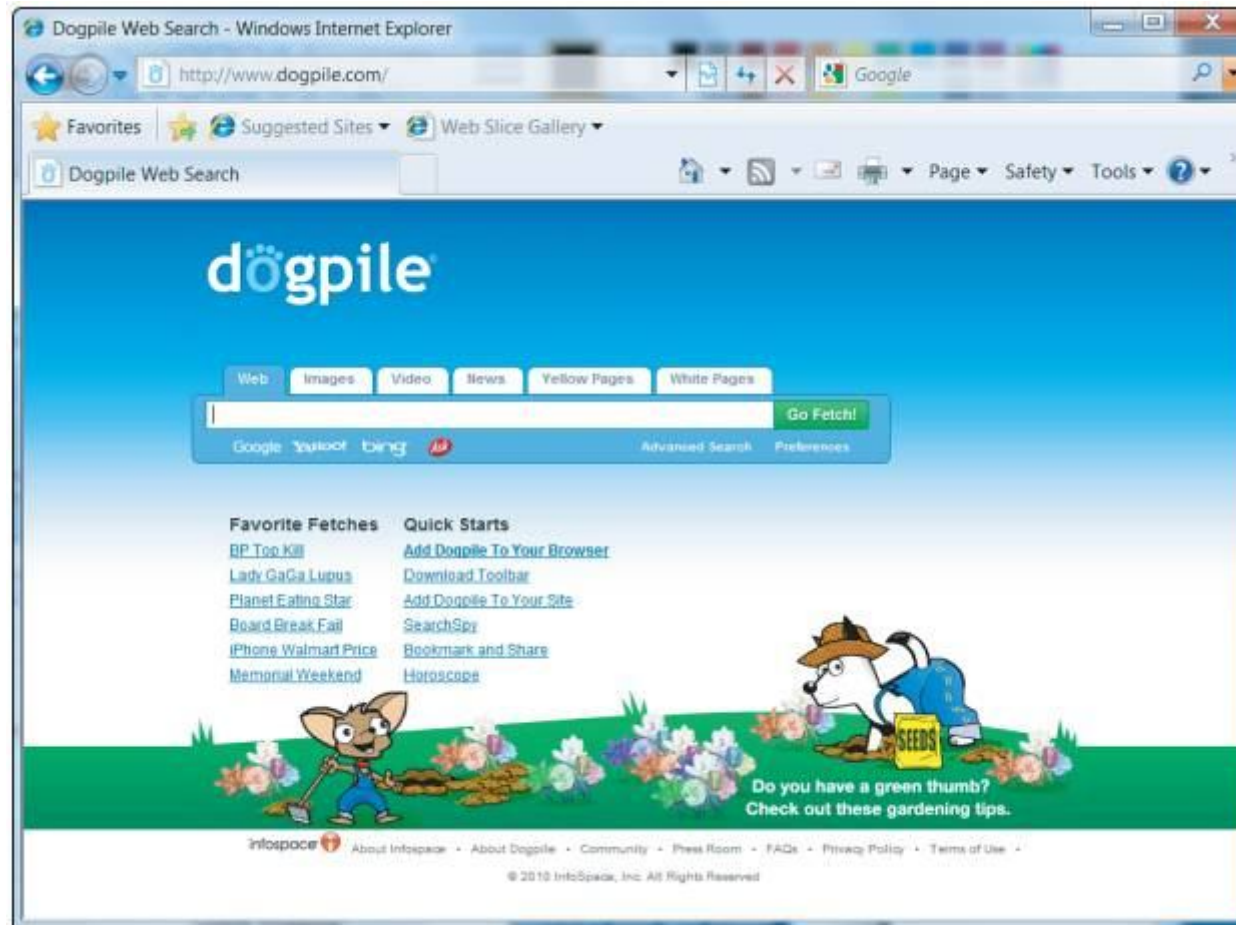 Dogpile Web Search - Windows Internet Explorer
http://www.dogpile.com/
Google
Favorites Suggested Sites Web Slice Gallery
Dogpile Web Search
Page Safety Tools
dogpile
Web Images Video News Yellow Pages White Pages
Go Fetch!
Google Yahoo! bing Ask Advanced Search Preferences
Favorite Fetches Quick Starts
BP Top Kill Add Dogpile To Your Browser
Lady GaGa Lupus Download Toolbar
Planet Eating Star Add Dogpile To Your Site
Board Break Fail SearchSpy
iPhone Walmart Price Bookmark and Share
Memorial Weekend Horoscope
SEEDS
Do you have a green thumb?
Check out these gardening tips.
infospace About Infospace • About Dogpile • Community • Press Room • FAQs • Privacy Policy • Terms of Use •
© 2010 InfoSpace, Inc. All Rights Reserved